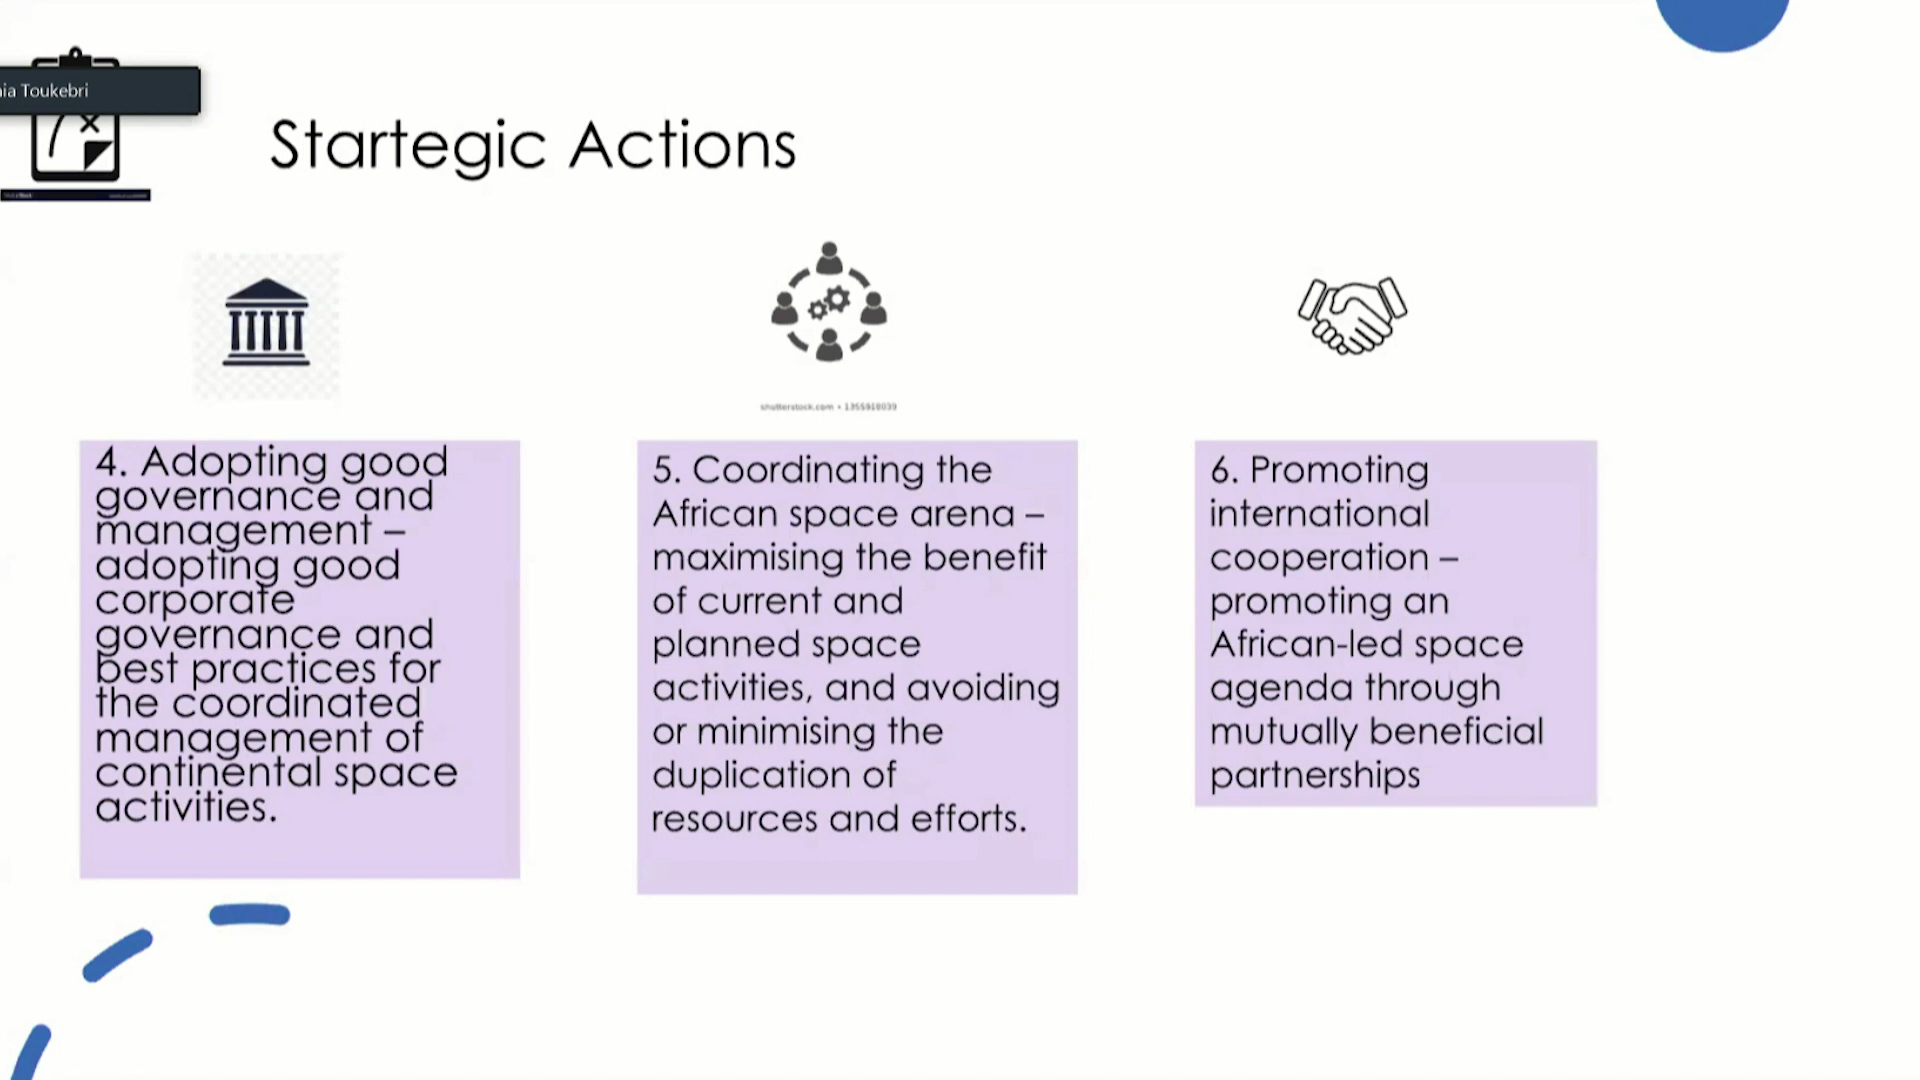 ia Toukebri
Startegic Actions
shutterstock.com • 1355918039
4. Adopting good
governance and
management –
adopting good
corporate
governance and
best practices for
the coordinated
management of
continental space
activities.
5. Coordinating the
African space arena –
maximising the benefit
of current and
planned space
activities, and avoiding
or minimising the
duplication of
resources and efforts.
6. Promoting
international
cooperation –
promoting an
African-led space
agenda through
mutually beneficial
partnerships